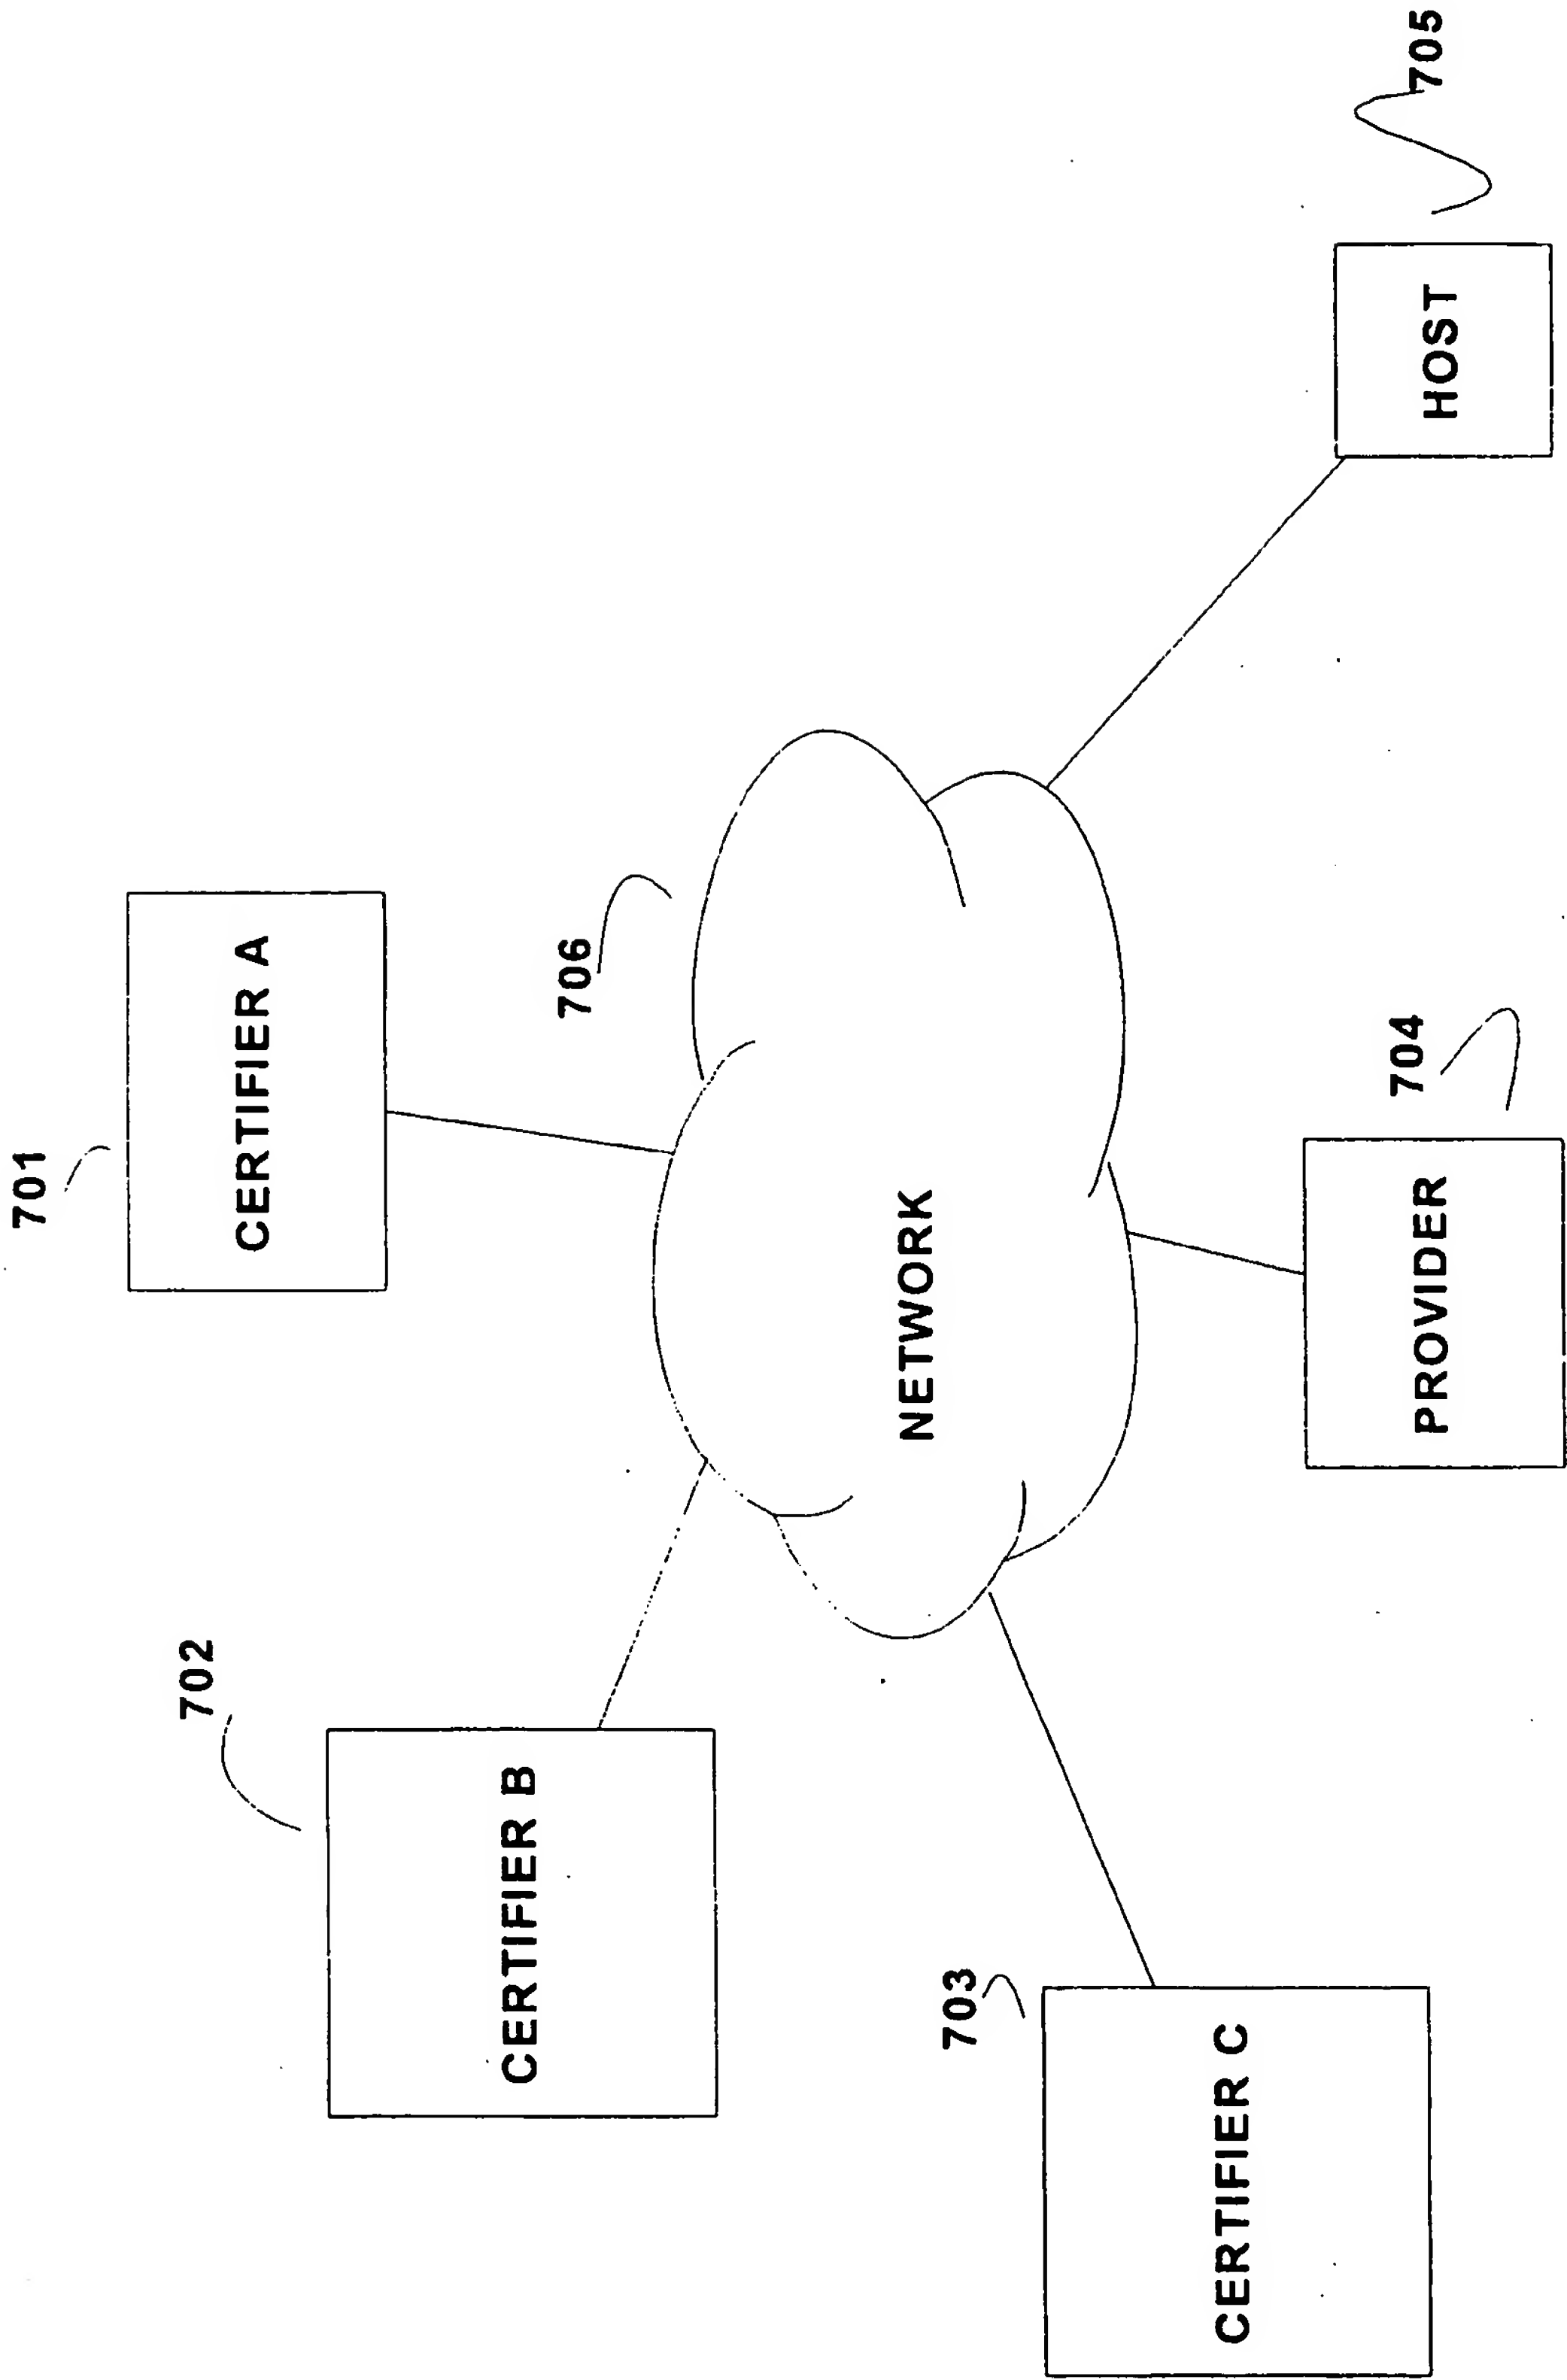 701
CERTIFIER A
702
CERTIFIER B
706
NETWORK
703
CERTIFIER C
704
PROVIDER
705
HOST